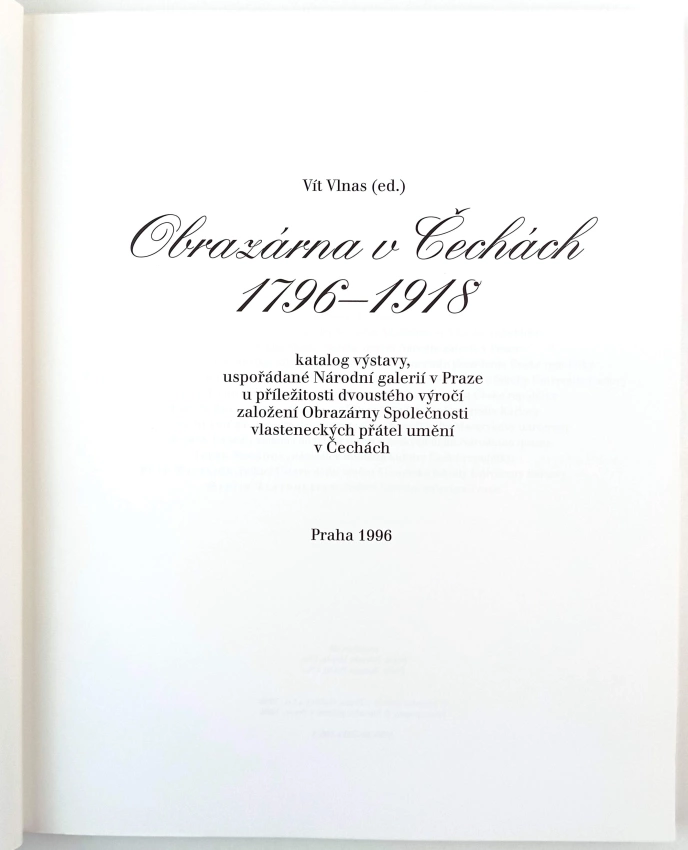 Vít Vlnas (ed.)
Obrazárna v Čechách
1796–1918
katalog výstavy,
uspořádané Národní galerií v Praze
u příležitosti dvoustého výročí
založení Obrazárny Společnosti
vlasteneckých přátel umění
v Čechách
Praha 1996